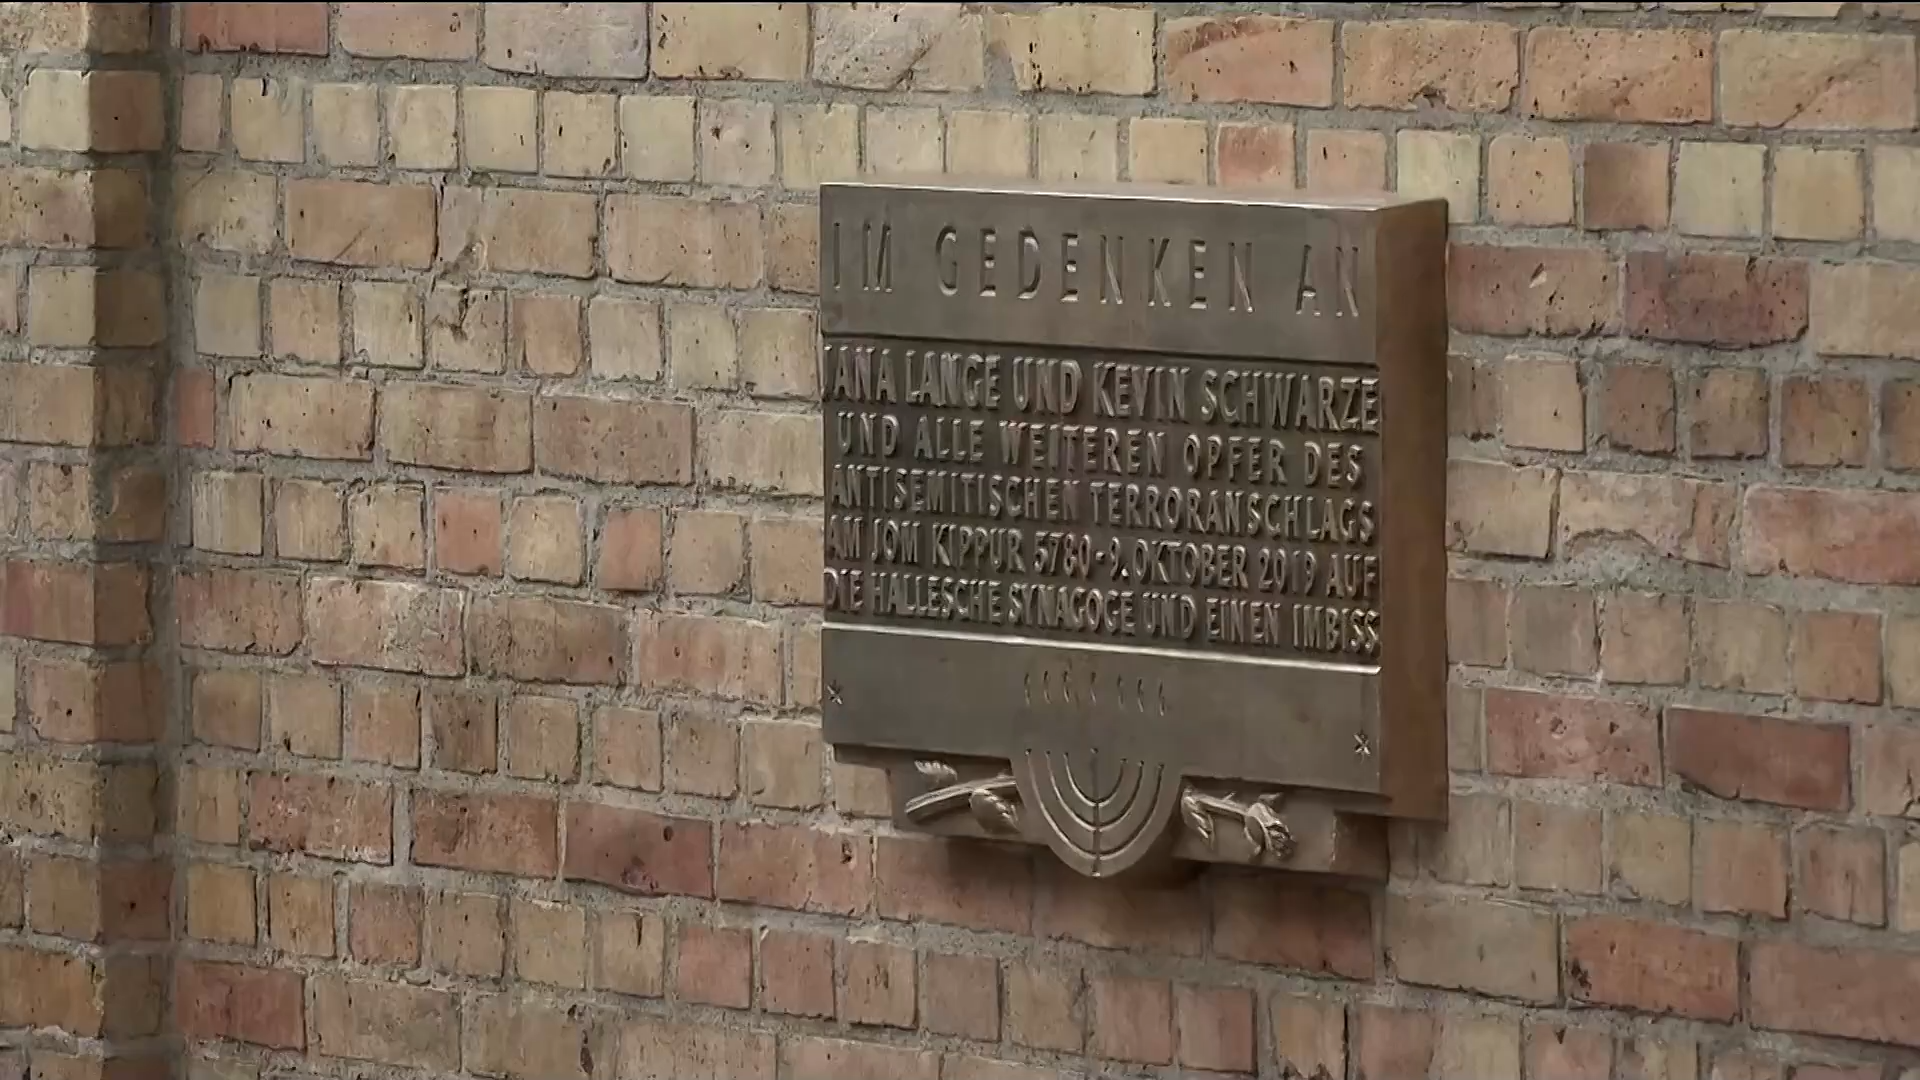 IM GEDENKEN AN
JANA LANGE UND KEVIN SCHWARZE
UND ALLE WEITEREN OPFER DES
ANTISEMITISCHEN TERRORANSCHLAGS
AM JOM KIPPUR 5780-9.OKTOBER 2019 AUF
DIE HALLESCHE SYNAGOGE UND EINEN IMBISS